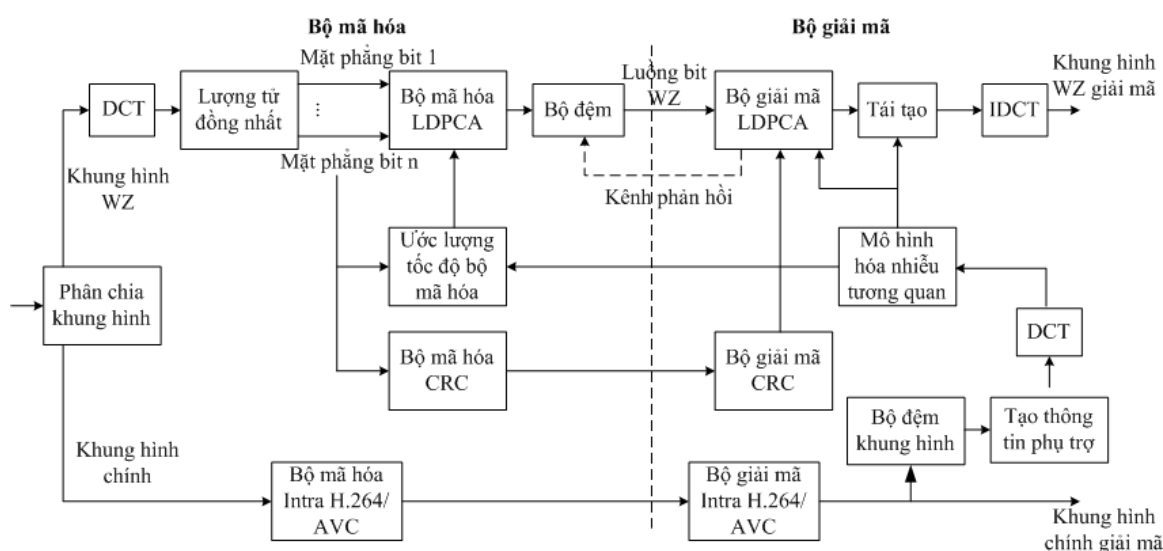 Bộ mã hóa
Bộ giải mã
Mặt phẳng bit 1
Luồng bit
WZ
Khung hình
WZ giải mã
DCT
Lượng tử
đồng nhất
...
Bộ mã hóa
LDPCA
Bộ đệm
Bộ giải mã
LDPCA
Tái tạo
IDCT
Mặt phẳng bit n
Khung hình
WZ
Kênh phản hồi
Ước lượng
tốc độ bộ
mã hóa
Mô hình
hóa nhiễu
tương quan
Phân chia
khung hình
DCT
Bộ mã hóa
CRC
Bộ giải mã
CRC
Bộ đệm
khung hình
Tạo thông
tin phụ trợ
Khung hình
chính
Bộ mã hóa
Intra H.264/
AVC
Bộ giải mã
Intra H.264/
AVC
Khung hình
chính giải mã